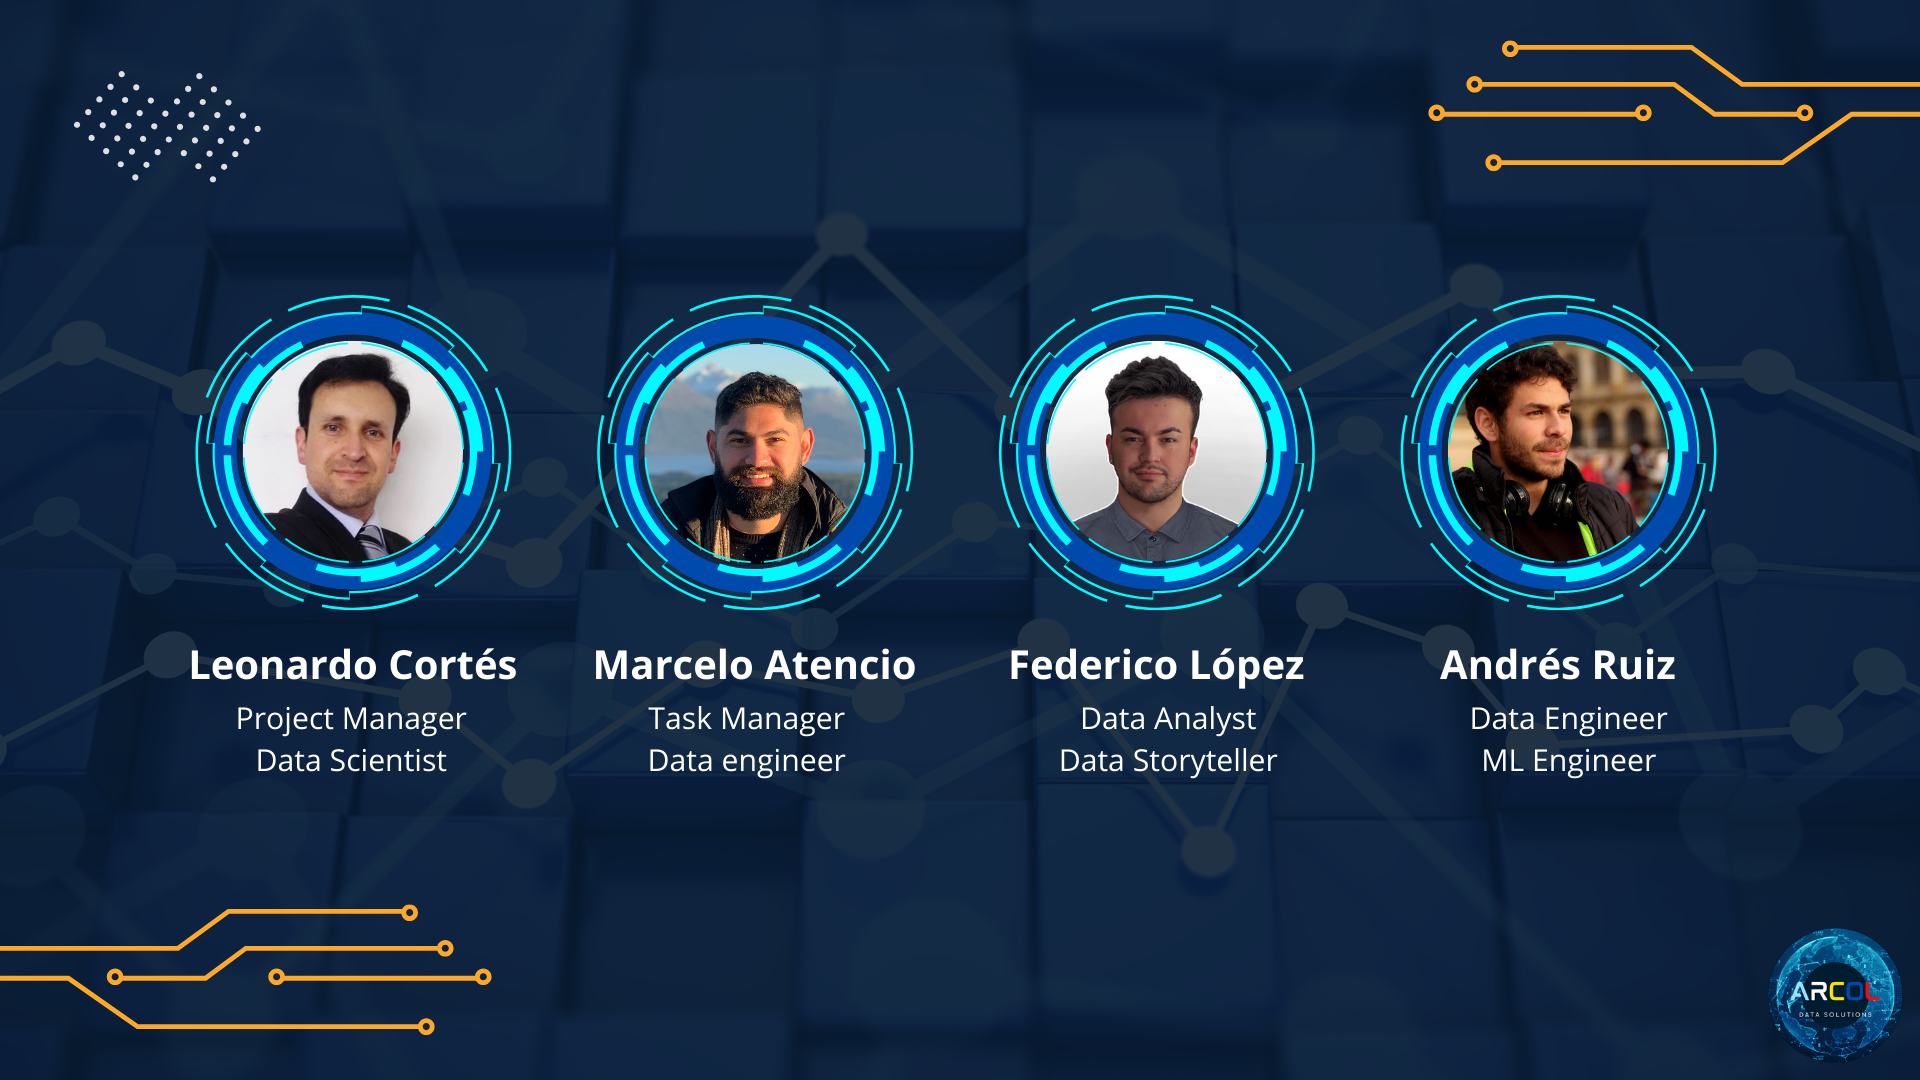 Leonardo Cortés
Project Manager
Data Scientist
Marcelo Atencio
Task Manager
Data engineer
Federico López
Data Analyst
Data Storyteller
Andrés Ruiz
Data Engineer
ML Engineer
ARCOL
DATA SOLUTIONS